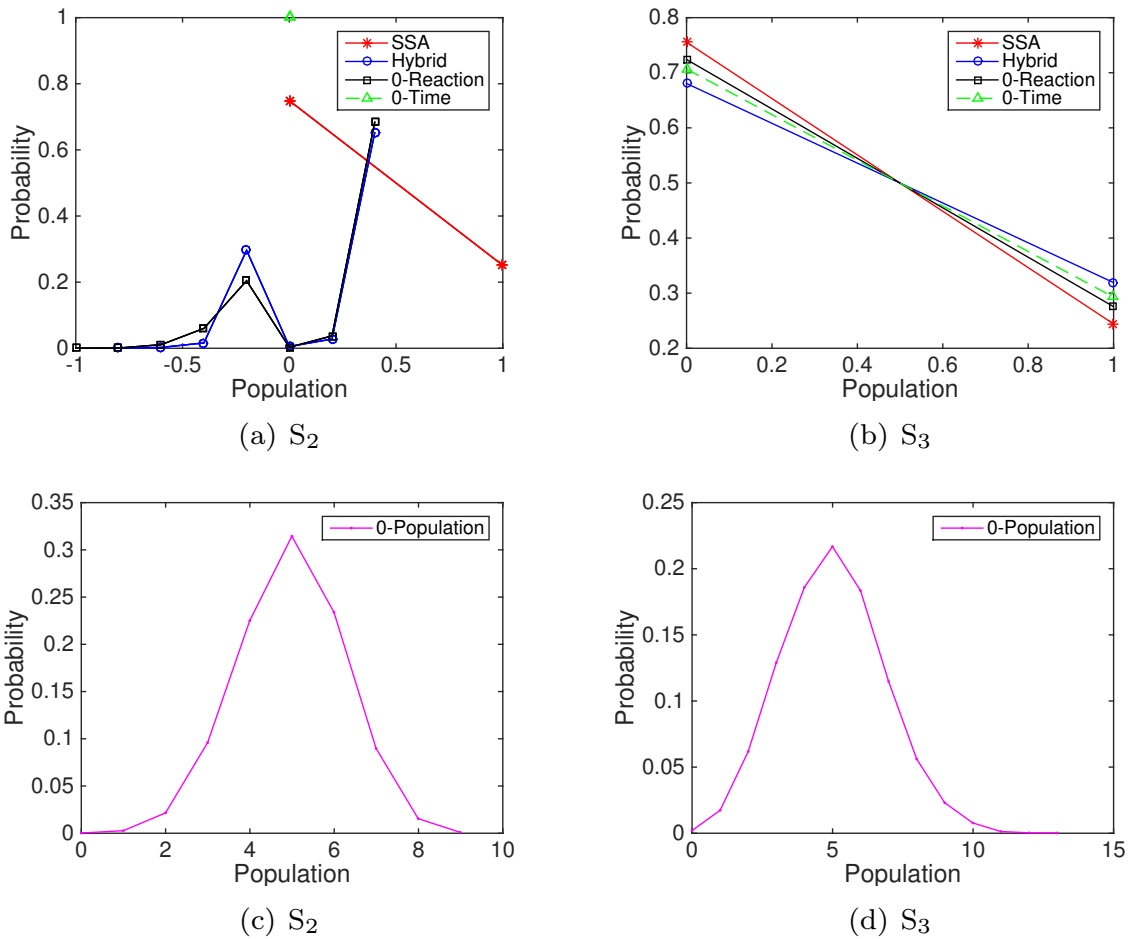 1
0.8
0.6
0.4
0.2
0
-1 -0.5 0 0.5 1
Probability
Population
SSA
Hybrid
0-Reaction
0-Time
(a) S2
0.8
0.7
0.6
0.5
0.4
0.3
0.2
0 0.2 0.4 0.6 0.8 1
Probability
Population
SSA
Hybrid
0-Reaction
0-Time
(b) S3
0.35
0.3
0.25
0.2
0.15
0.1
0.05
0
0 2 4 6 8 10
Probability
Population
0-Population
(c) S2
0.25
0.2
0.15
0.1
0.05
0
0 5 10 15
Probability
Population
0-Population
(d) S3